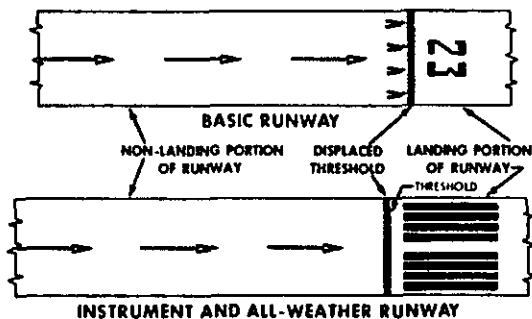 23
BASIC RUNWAY
NON-LANDING PORTION
OF RUNWAY
DISPLACED
THRESHOLD
LANDING PORTION
OF RUNWAY
THRESHOLD
INSTRUMENT AND ALL-WEATHER RUNWAY